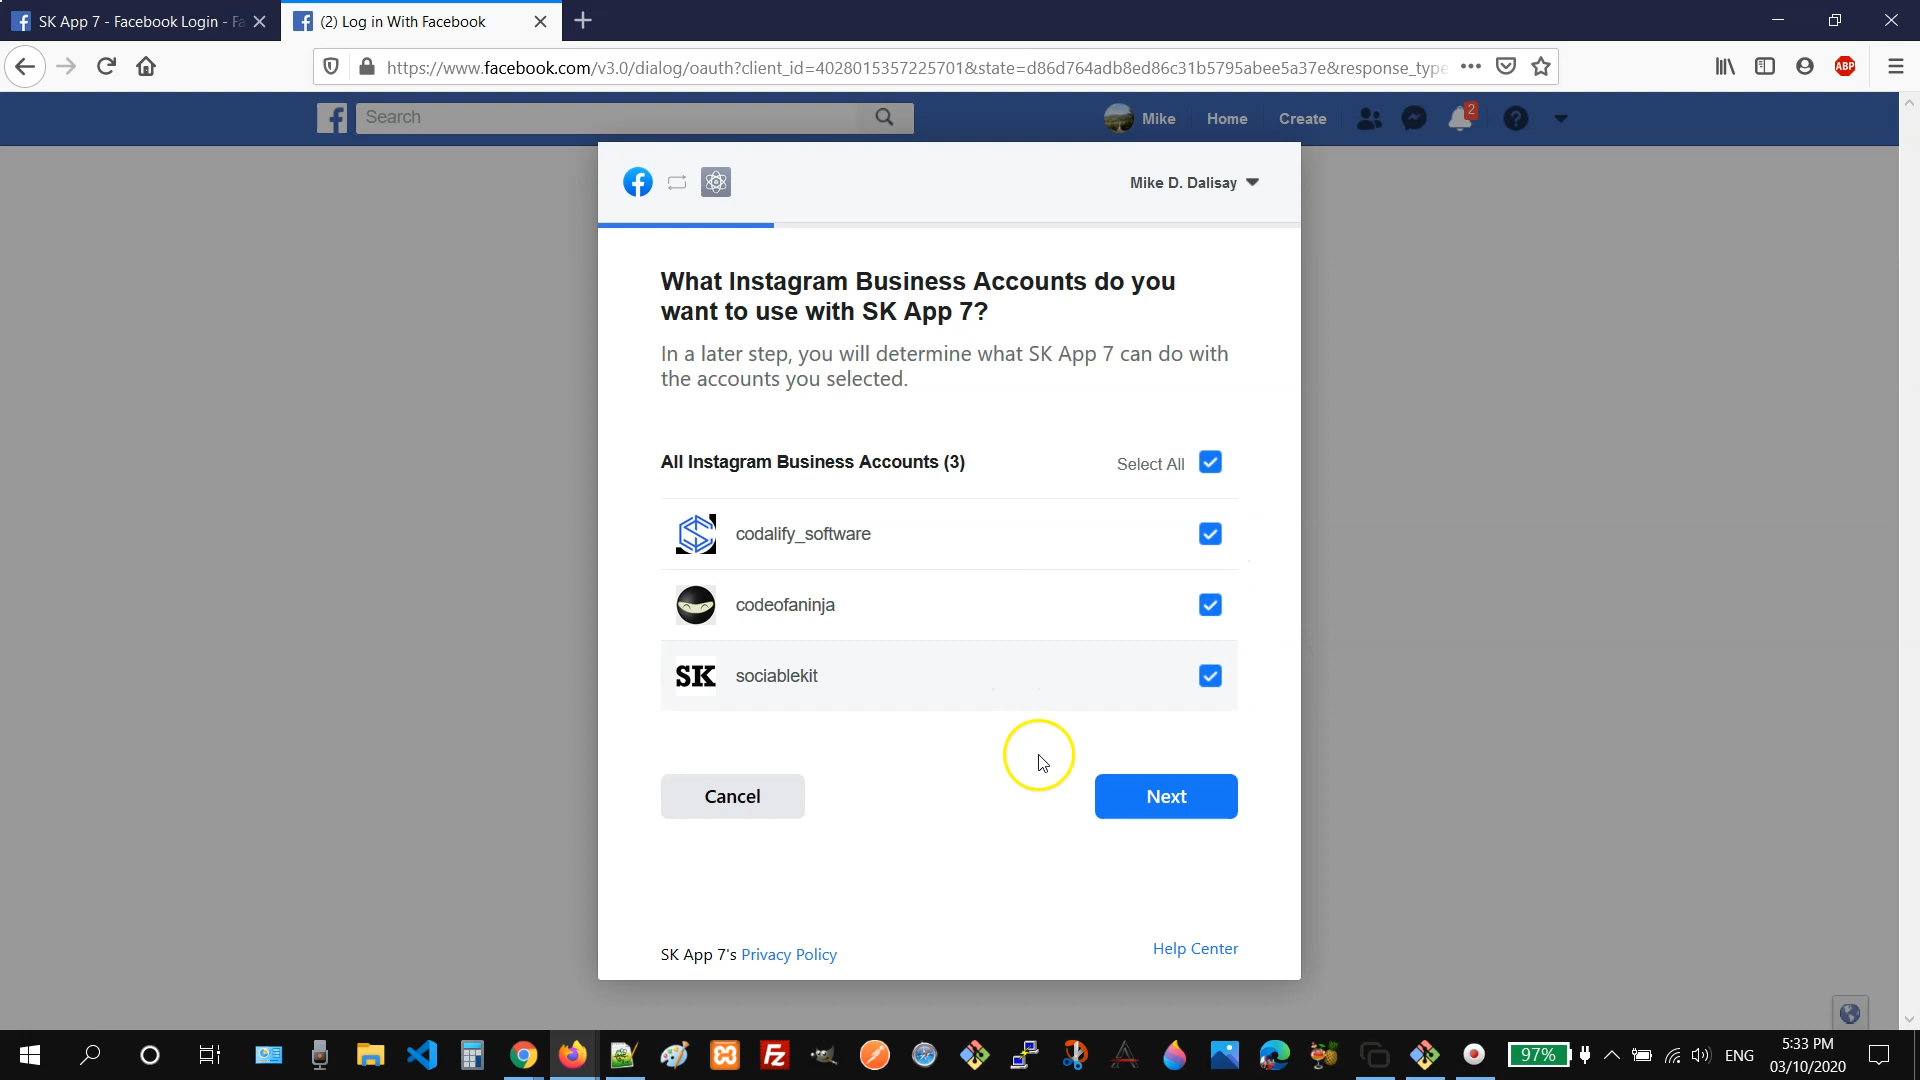 SK App 7 - Facebook Login - Fa
(2) Log in With Facebook
https://www.facebook.com/v3.0/dialog/oauth?client_id=4028015357225701&state=d86d764adb8ed86c31b5795abee5a37e&response_type
ABP
Search
Mike
Home
Create
2
Mike D. Dalisay
What Instagram Business Accounts do you
want to use with SK App 7?
In a later step, you will determine what SK App 7 can do with
the accounts you selected.
All Instagram Business Accounts (3)
Select All
codalify_software
codeofaninja
SK sociablekit
Cancel
Next
SK App 7's Privacy Policy
Help Center
97%
ENG
5:33 PM
03/10/2020